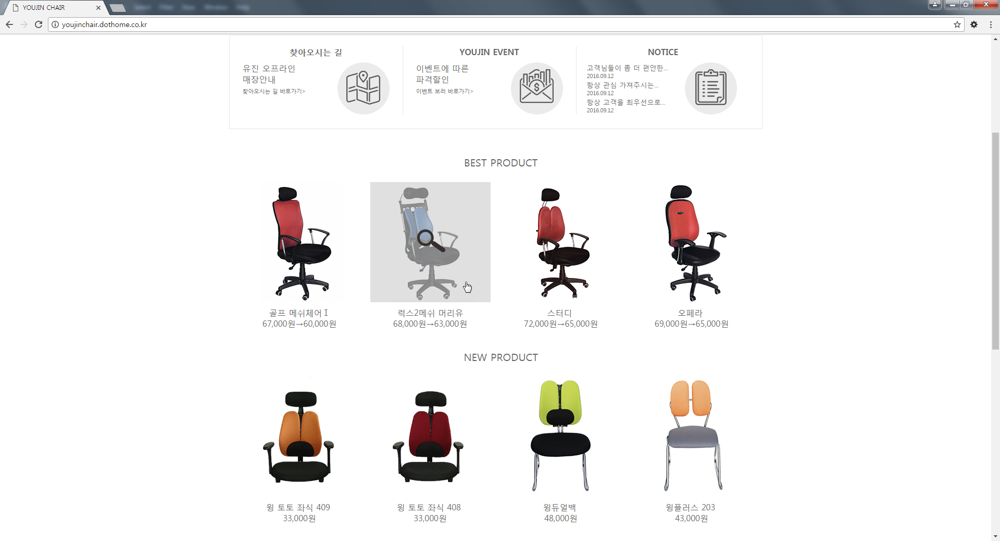 YOUJIN CHAIR
youjinchair.dothome.co.kr
찾아오시는 길
유진 오프라인
매장안내
찾아오시는 길 바로가기>
YOUJIN EVENT
이벤트에 따른
파격할인
이벤트 보러 바로가기>
NOTICE
고객님들이 좀 더 편안한...
2016.09.12
항상 관심 가져주시는...
2016.09.12
항상 고객을 최우선으로...
2016.09.12
BEST PRODUCT
골프 메쉬체어 I
67,000원→60,000원
럭스2메쉬 머리유
68,000원→63,000원
스터디
72,000원→65,000원
오페라
69,000원→65,000원
NEW PRODUCT
윙 토토 좌식 409
33,000원
윙 토토 좌식 408
33,000원
윙듀얼백
48,000원
윙플러스 203
43,000원